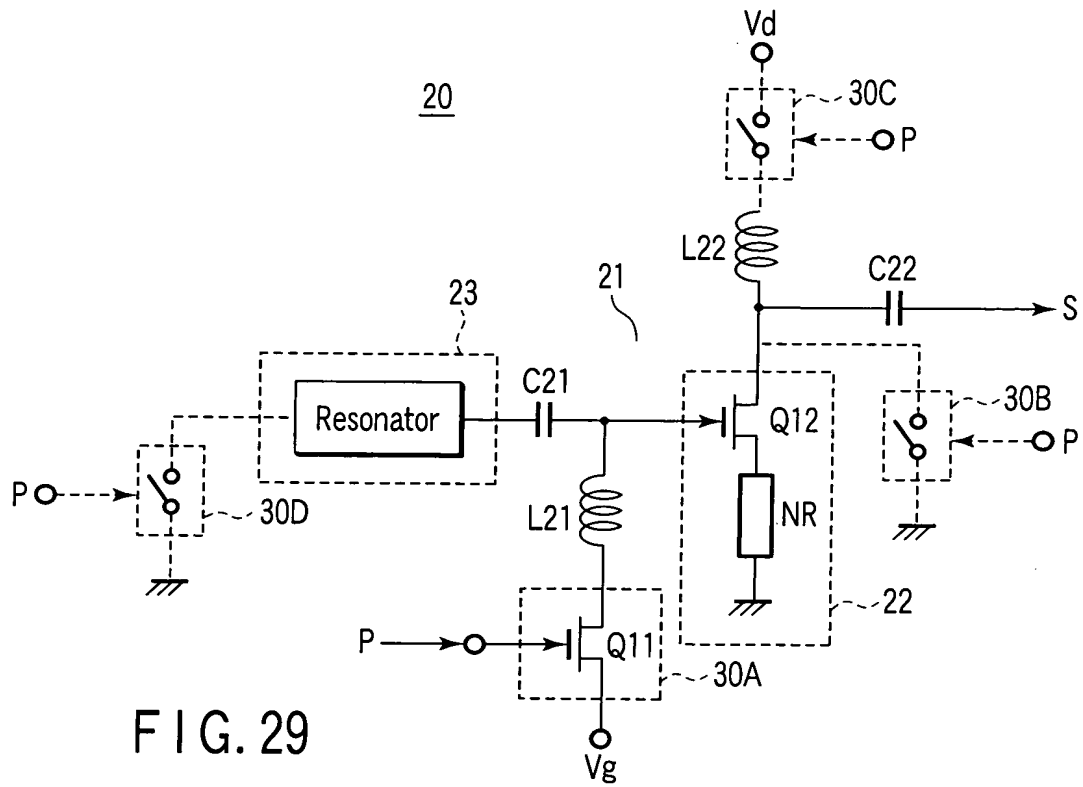 Vd
20
30C
P
L22
21
C22
S
23
C21
Resonator
Q12
30B
P
P
30D
L21
NR
22
P
Q11
30A
FIG. 29
Vg